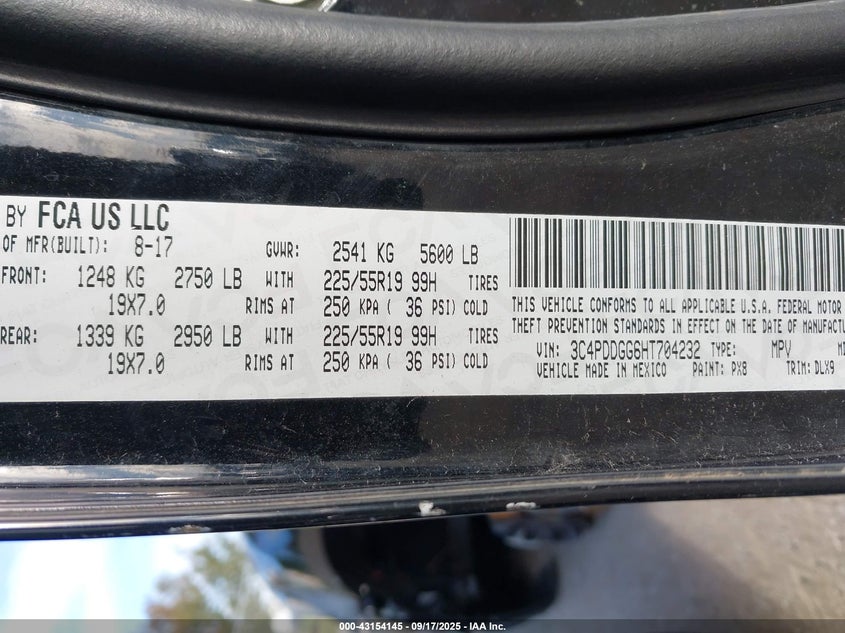 BY FCA US LLC
OF MFR(BUILT): 8-17 GVWR: 2541 KG 5600 LB
FRONT: 1248 KG 2750 LB WITH 225/55R19 99H TIRES
19X7.0 RIMS AT 250 KPA ( 36 PSI) COLD
REAR: 1339 KG 2950 LB WITH 225/55R19 99H TIRES
19X7.0 RIMS AT 250 KPA ( 36 PSI) COLD
THIS VEHICLE CONFORMS TO ALL APPLICABLE U.S.A. FEDERAL MOTOR
THEFT PREVENTION STANDARDS IN EFFECT ON THE DATE OF MANUFACTU
VIN: 3C4PDDGG6HT704232 TYPE: MPV
VEHICLE MADE IN MEXICO PAINT: PX8 TRIM: DLX9
000-43154145 - 09/17/2025 - IAA Inc.